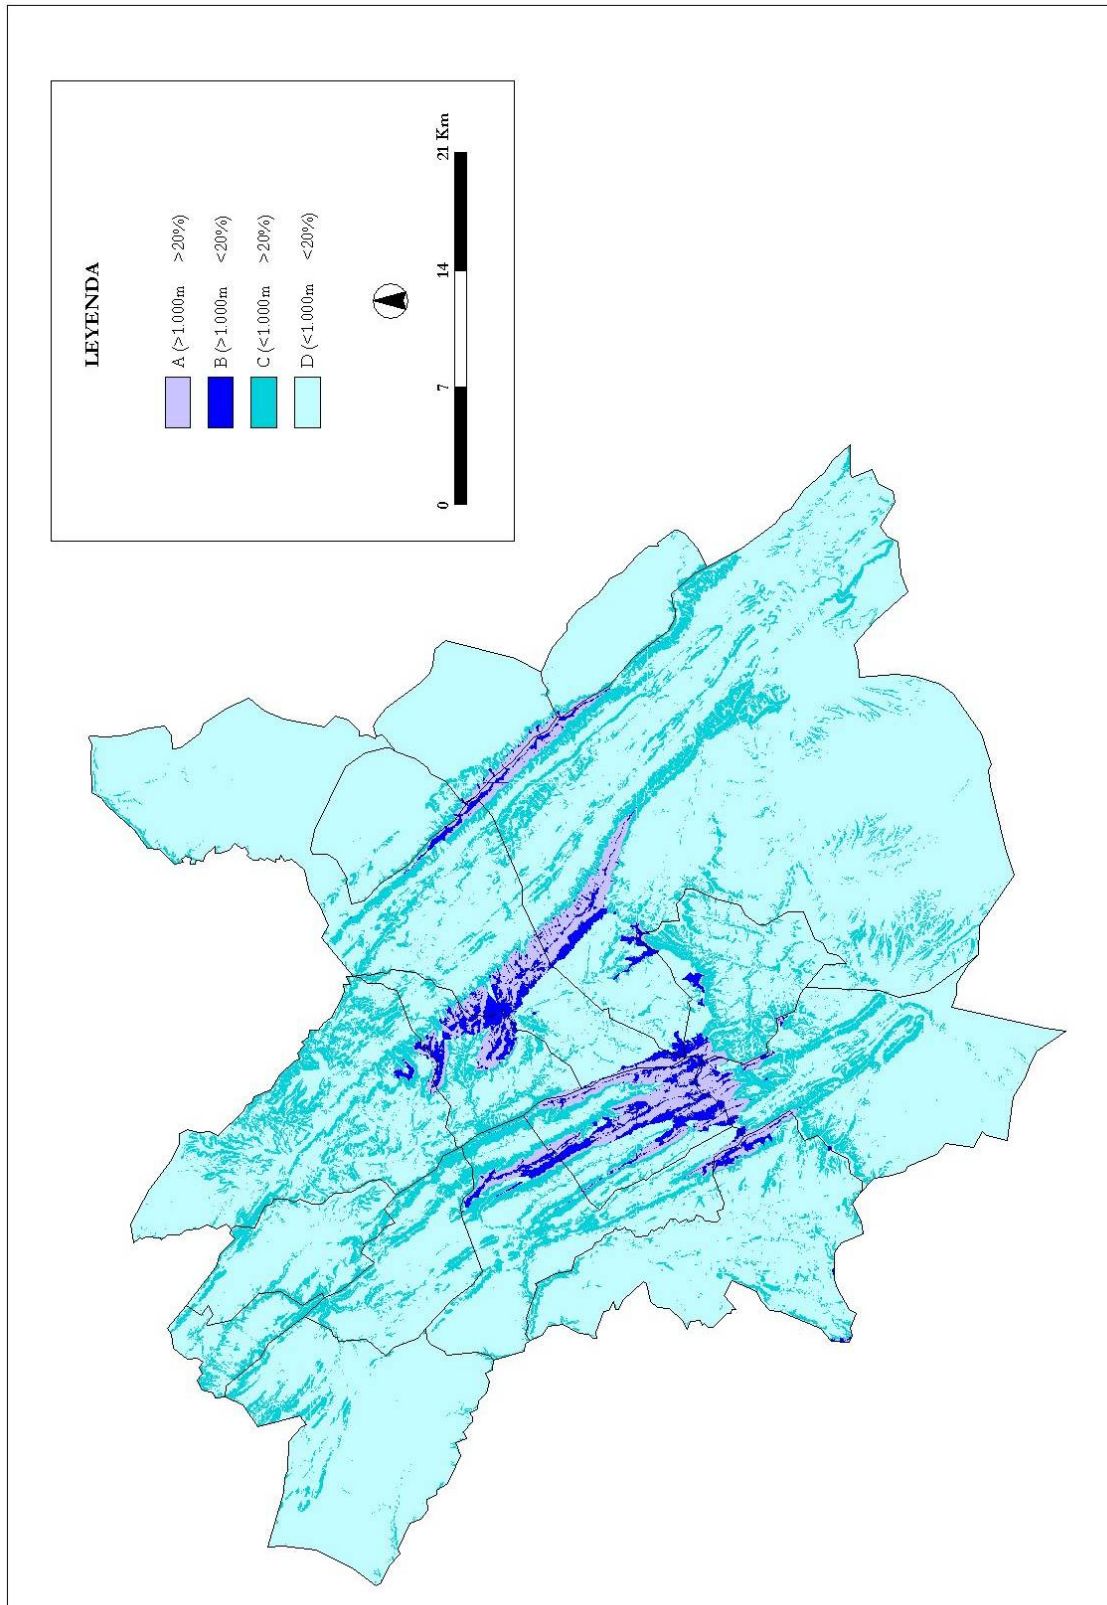 LEYENDA
A (>1.000m >20%)
B (>1.000m <20%)
C (<1.000m >20%)
D (<1.000m <20%)
0 7 14 21 Km